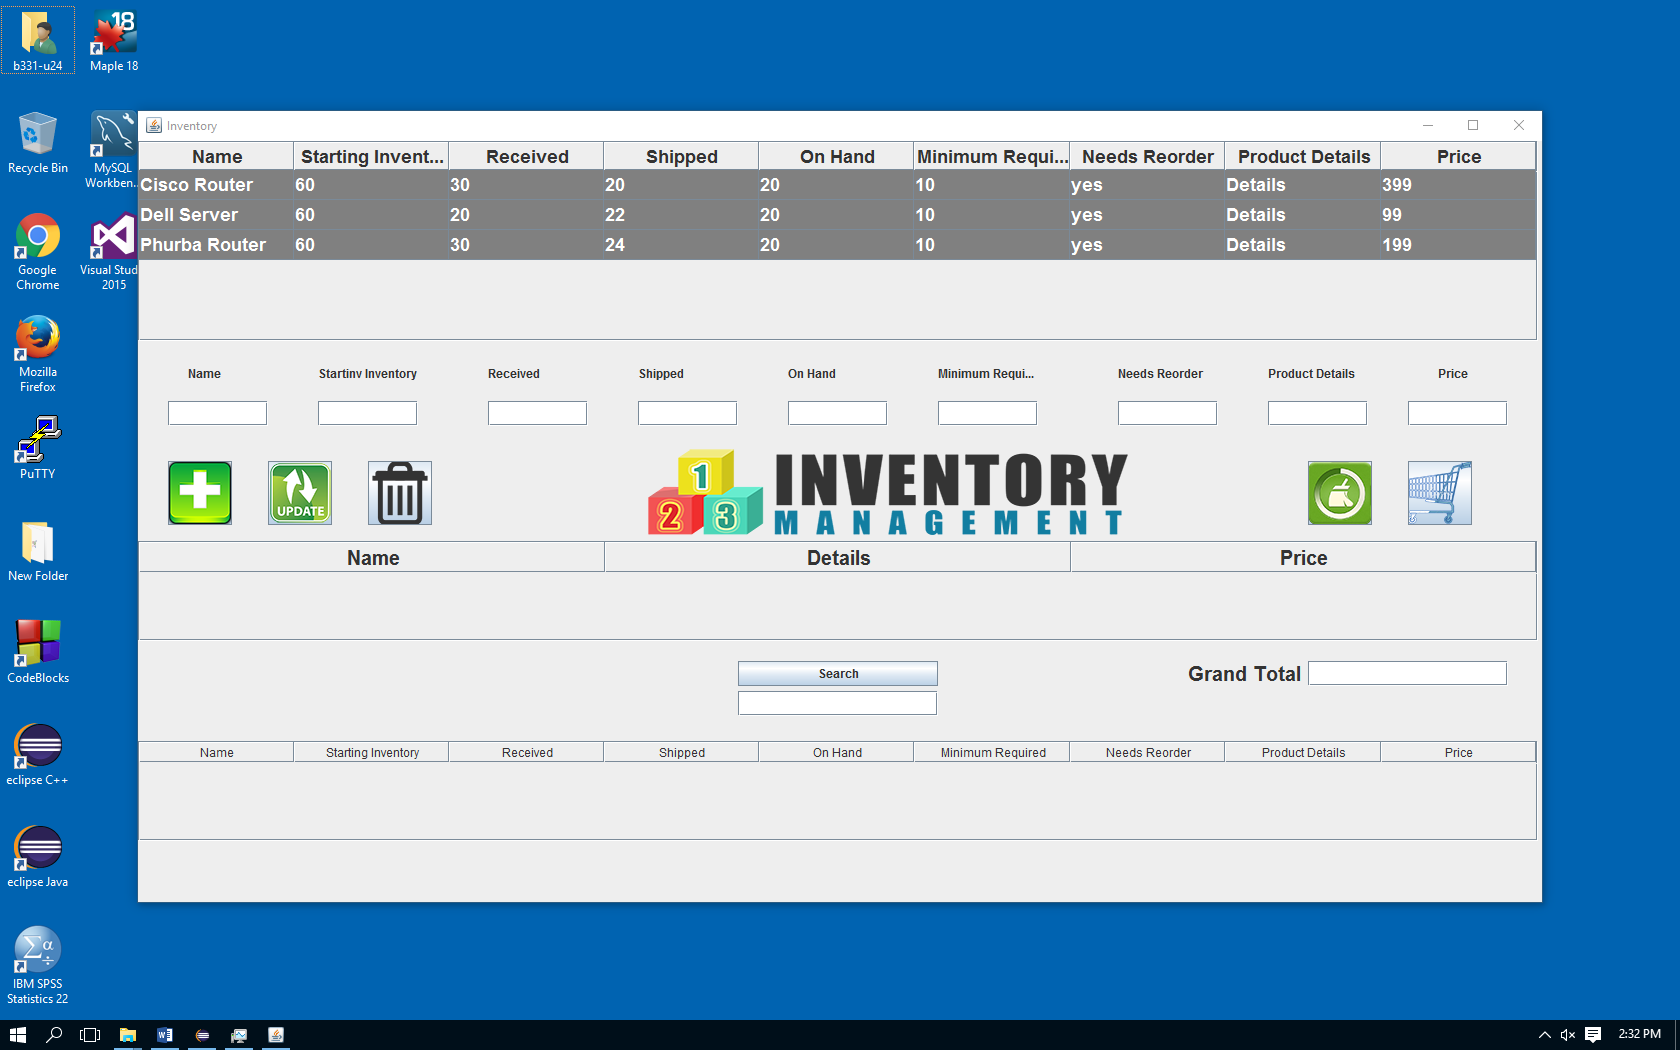 b331-u24
Maple 18
18
Recycle Bin
MySQL
Workben...
Google
Chrome
Visual Stud
2015
Mozilla
Firefox
PuTTY
New Folder
CodeBlocks
eclipse C++
eclipse Java
IBM SPSS
Statistics 22
Inventory
Name Starting Invent... Received Shipped On Hand Minimum Requi... Needs Reorder Product Details Price
Cisco Router 60 30 20 20 10 yes Details 399
Dell Server 60 20 22 20 10 yes Details 99
Phurba Router 60 30 24 20 10 yes Details 199
Name Startinv Inventory Received Shipped On Hand Minimum Requi... Needs Reorder Product Details Price
UPDATE
1
2 3
INVENTORY
MANAGEMENT
Name Details Price
Search
Grand Total
Name Starting Inventory Received Shipped On Hand Minimum Required Needs Reorder Product Details Price
2:32 PM